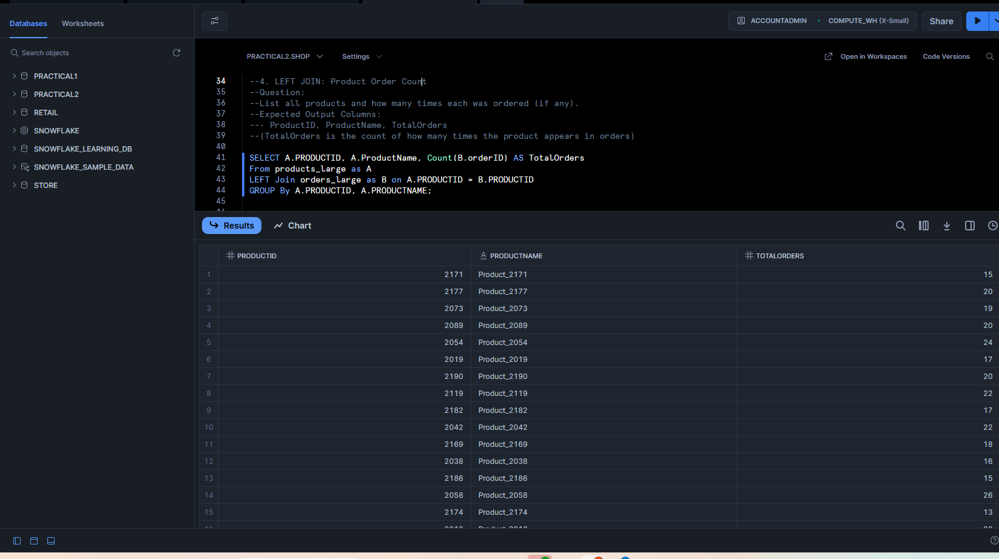 Databases
Worksheets
ACCOUNTADMIN
COMPUTE_WH (X-Small)
Share
Search objects
PRACTICAL1
PRACTICAL2
RETAIL
SNOWFLAKE
SNOWFLAKE_LEARNING_DB
SNOWFLAKE_SAMPLE_DATA
STORE
PRACTICAL2.SHOP
Settings
Open in Workspaces
Code Versions
34 --4. LEFT JOIN: Product Order Count
35 --Question:
36 --List all products and how many times each was ordered (if any).
37 --Expected Output Columns:
38 --· ProductID, ProductName, TotalOrders
39 --(TotalOrders is the count of how many times the product appears in orders)
40
41 SELECT A.PRODUCTID, A.ProductName, Count(B.orderID) AS TotalOrders
42 From products_large as A
43 LEFT Join orders_large as B on A.PRODUCTID = B.PRODUCTID
44 GROUP By A.PRODUCTID, A.PRODUCTNAME;
45
Results
Chart
PRODUCTID A PRODUCTNAME TOTALORDERS
1 2171 Product_2171 15
2 2177 Product_2177 20
3 2073 Product_2073 19
4 2089 Product_2089 20
5 2054 Product_2054 24
6 2019 Product_2019 17
7 2190 Product_2190 20
8 2119 Product_2119 22
9 2182 Product_2182 17
10 2042 Product_2042 22
11 2169 Product_2169 18
12 2038 Product_2038 16
13 2186 Product_2186 15
14 2058 Product_2058 26
15 2174 Product_2174 13